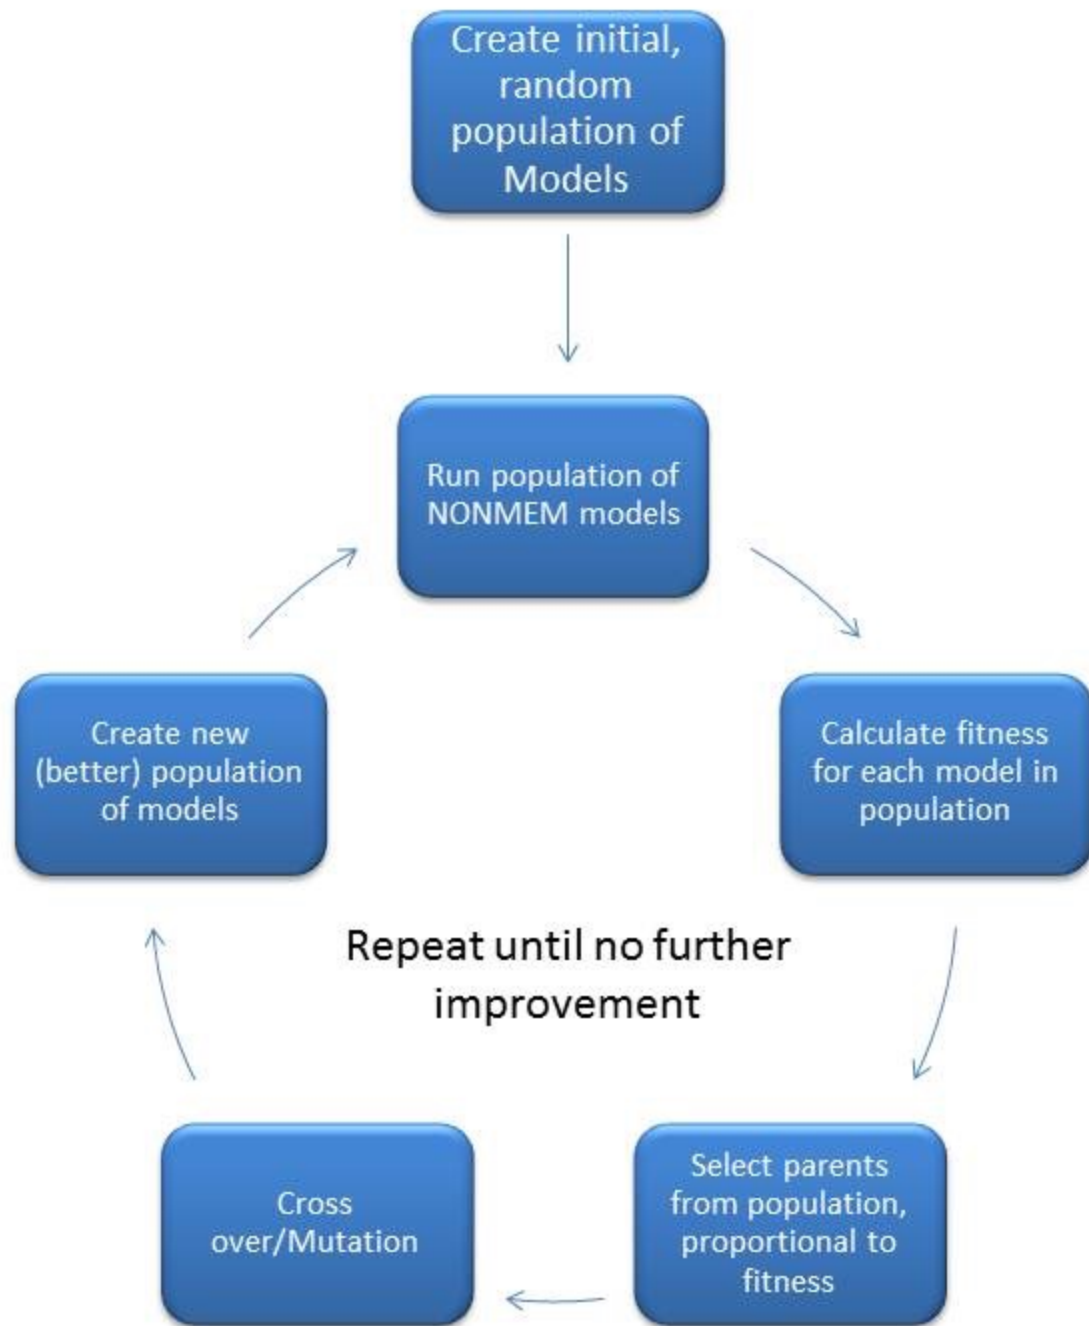 Create initial,
random
population of
Models
Run population of
NONMEM models
Calculate fitness
for each model in
population
Select parents
from population,
proportional to
fitness
Cross
over/Mutation
Create new
(better) population
of models
Repeat until no further
improvement